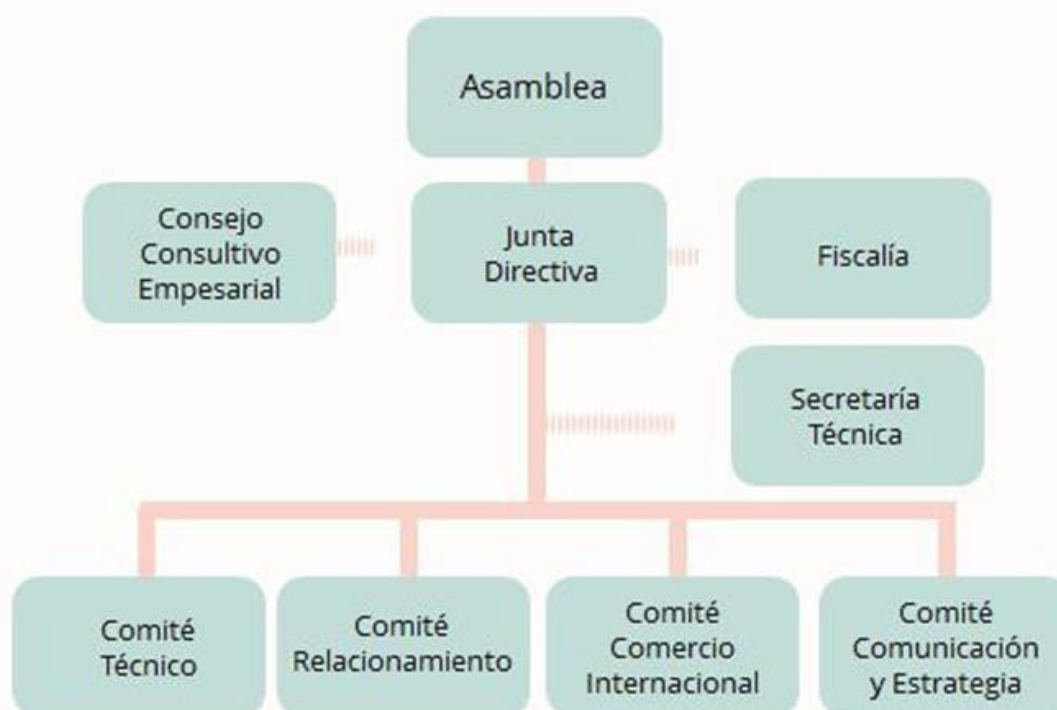 Asamblea
Consejo
Consultivo
Empesarial
Junta
Directiva
Fiscalía
Secretaría
Técnica
Comité
Técnico
Comité
Relacionamiento
Comité
Comercio
Internacional
Comité
Comunicación
y Estrategia